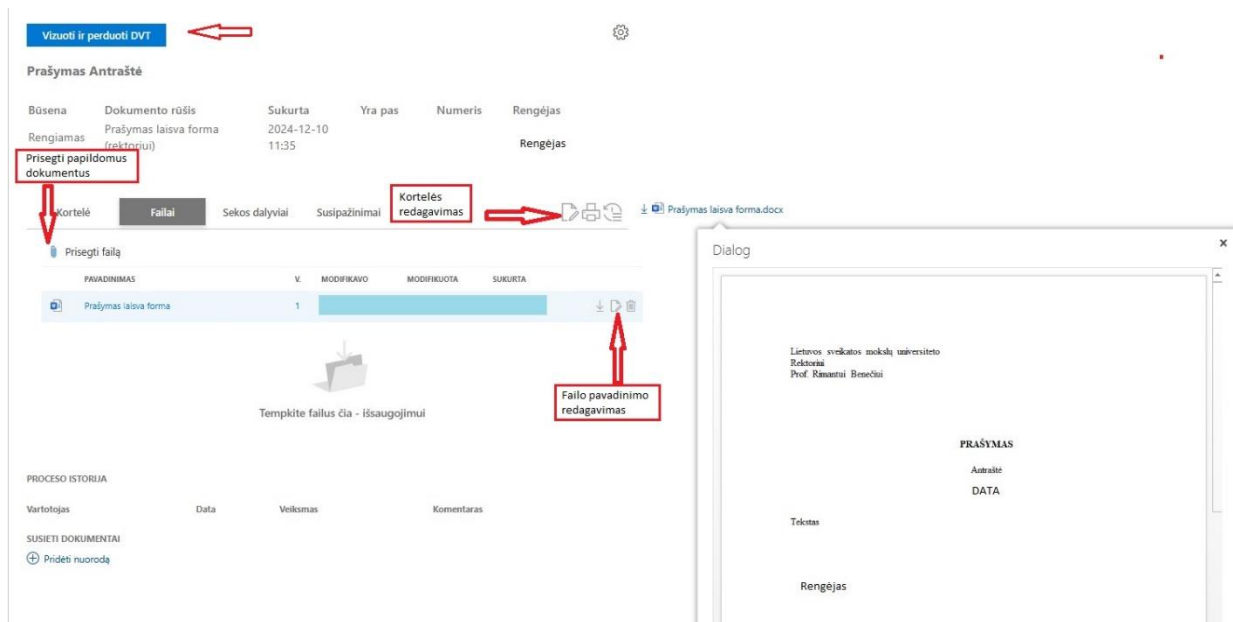 Vizuoti ir perduoti DVT
Prašymas Antraštė
Būsena Dokumento rūšis Sukurta Yra pas Numeris Rengėjas
Rengiamas Prašymas laisva forma (rektoriui) 2024-12-10 11:35 Rengėjas
Prisegti papildomus
dokumentus
Kortelės
redagavimas
Kortelė Failai Sekos dalyviai Susipažinimai
Prisegti failą
PAVADINIMAS V. MODIFIKAVO MODIFIKUOTA SUKURTA
Prašymas laisva forma 1
Tempkite failus čia - išsaugojimui
Failo pavadinimo
redagavimas
PROCESO ISTORIJA
Vartotojas Data Veiksmas Komentaras
SUSIETI DOKUMENTAI
Pridėti nuorodą
Prašymas laisva forma.docx
Dialog
Lietuvos sveikatos mokslų universiteto
Rektoriui
Prof. Rimantui Benečiui
PRAŠYMAS
Antraštė
DATA
Tekstas
Rengėjas